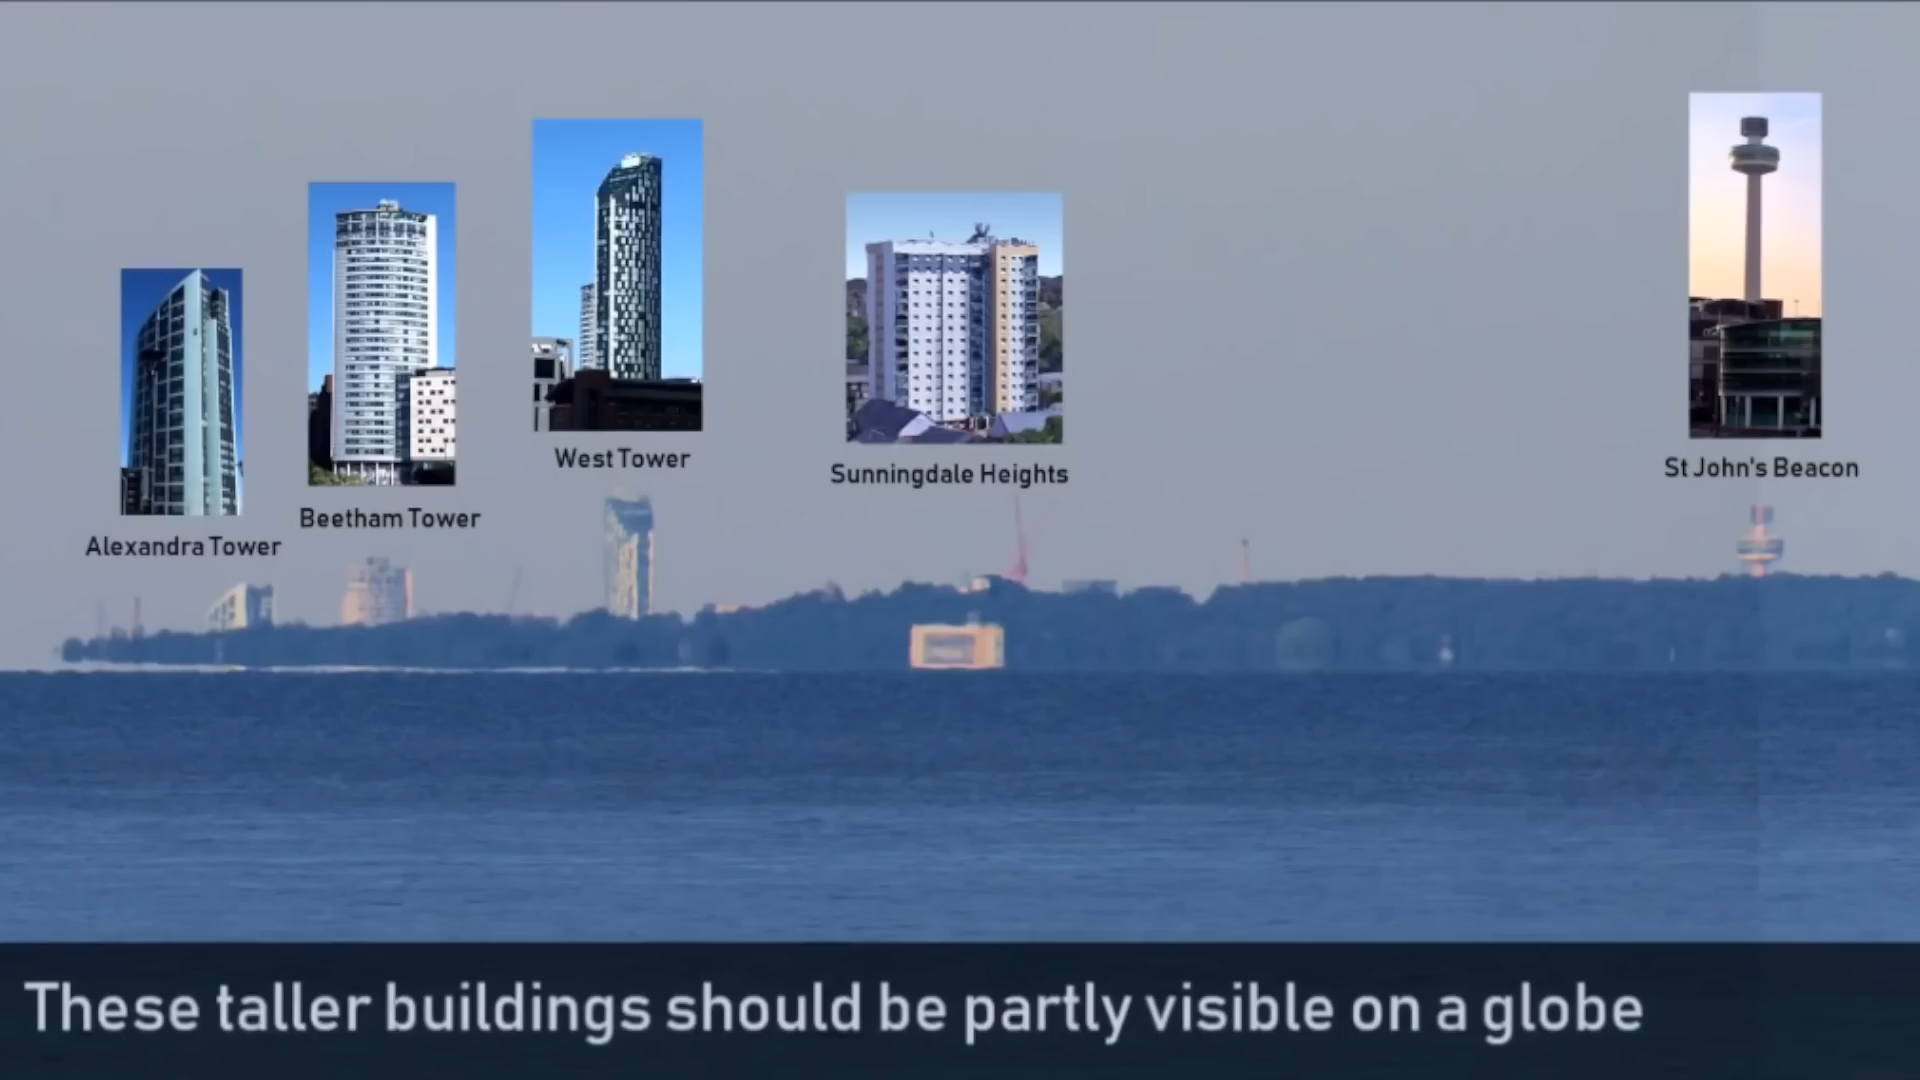 West Tower
Sunningdale Heights
St John's Beacon
Beetham Tower
Alexandra Tower
These taller buildings should be partly visible on a globe